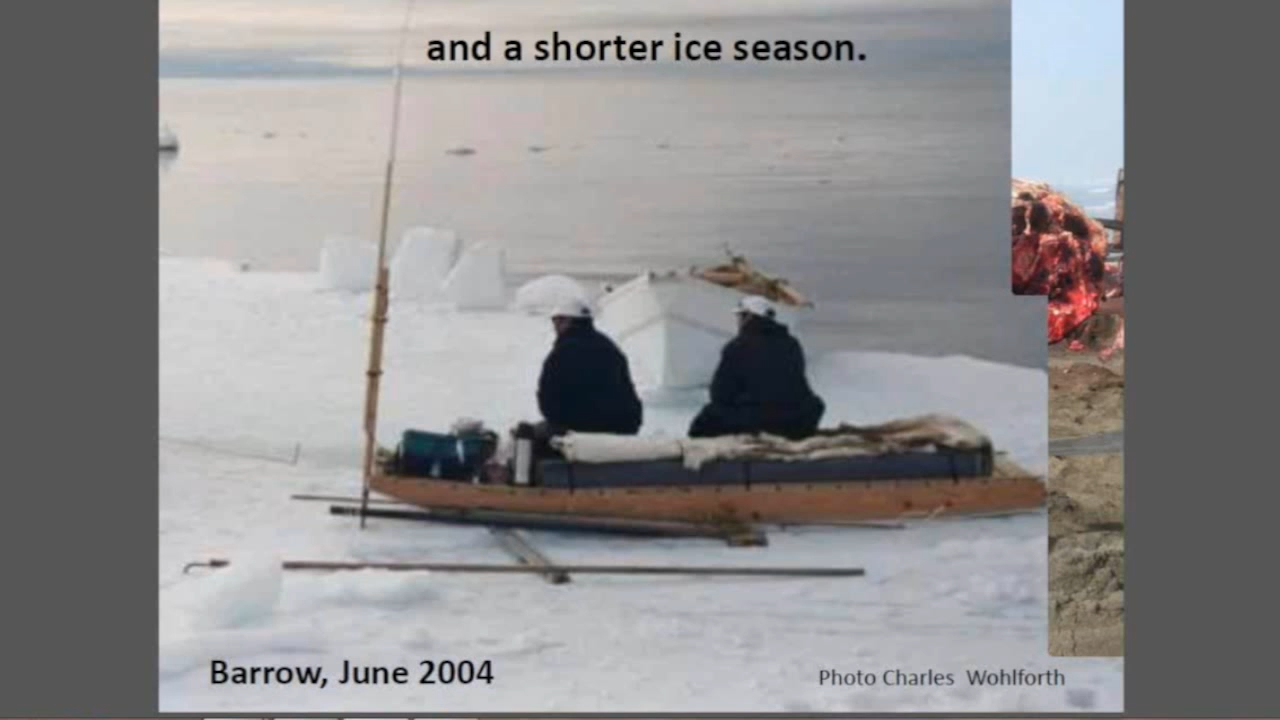 and a shorter ice season.
Barrow, June 2004
Photo Charles Wohlforth